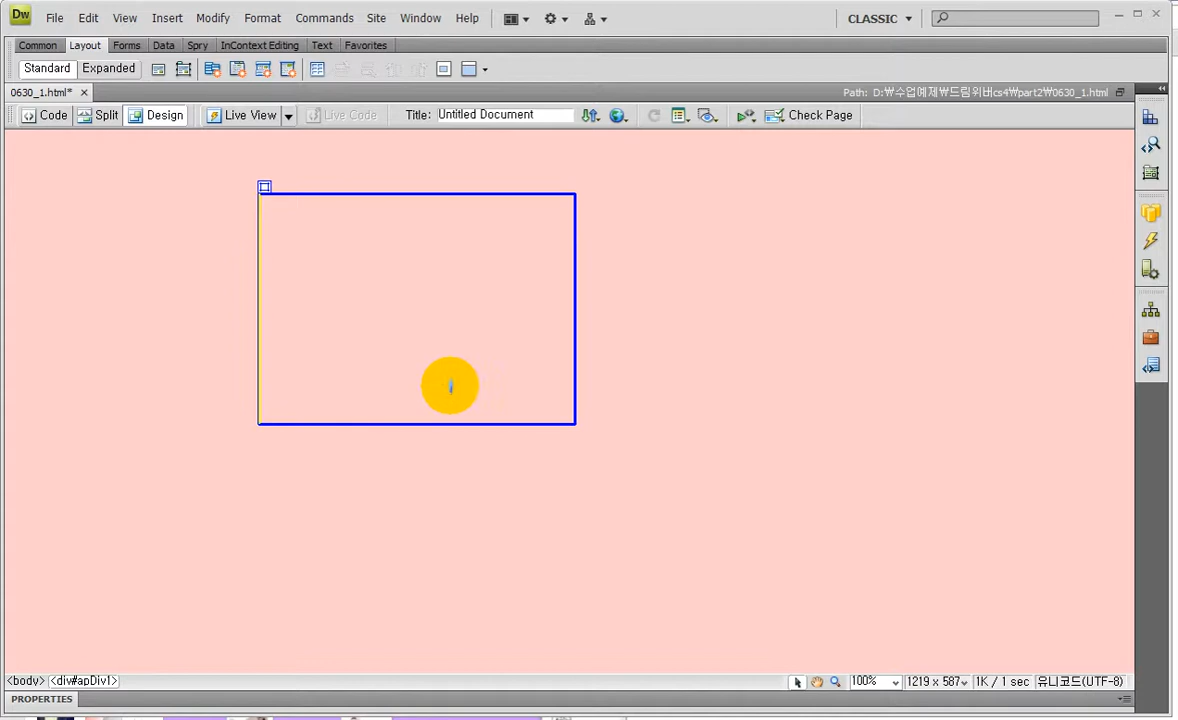 Dw File Edit View Insert Modify Format Commands Site Window Help CLASSIC
Common Layout Forms Data Spry InContext Editing Text Favorites
Standard Expanded
0630_1.html* Path: D:₩수업예제₩드림위버cs4₩part2₩0630_1.html
Code Split Design Live View Live Code Title: Untitled Document Check Page
<body> <div#apDiv1> 100% 1219 x 587 1K / 1 sec 유니코드(UTF-8)
PROPERTIES